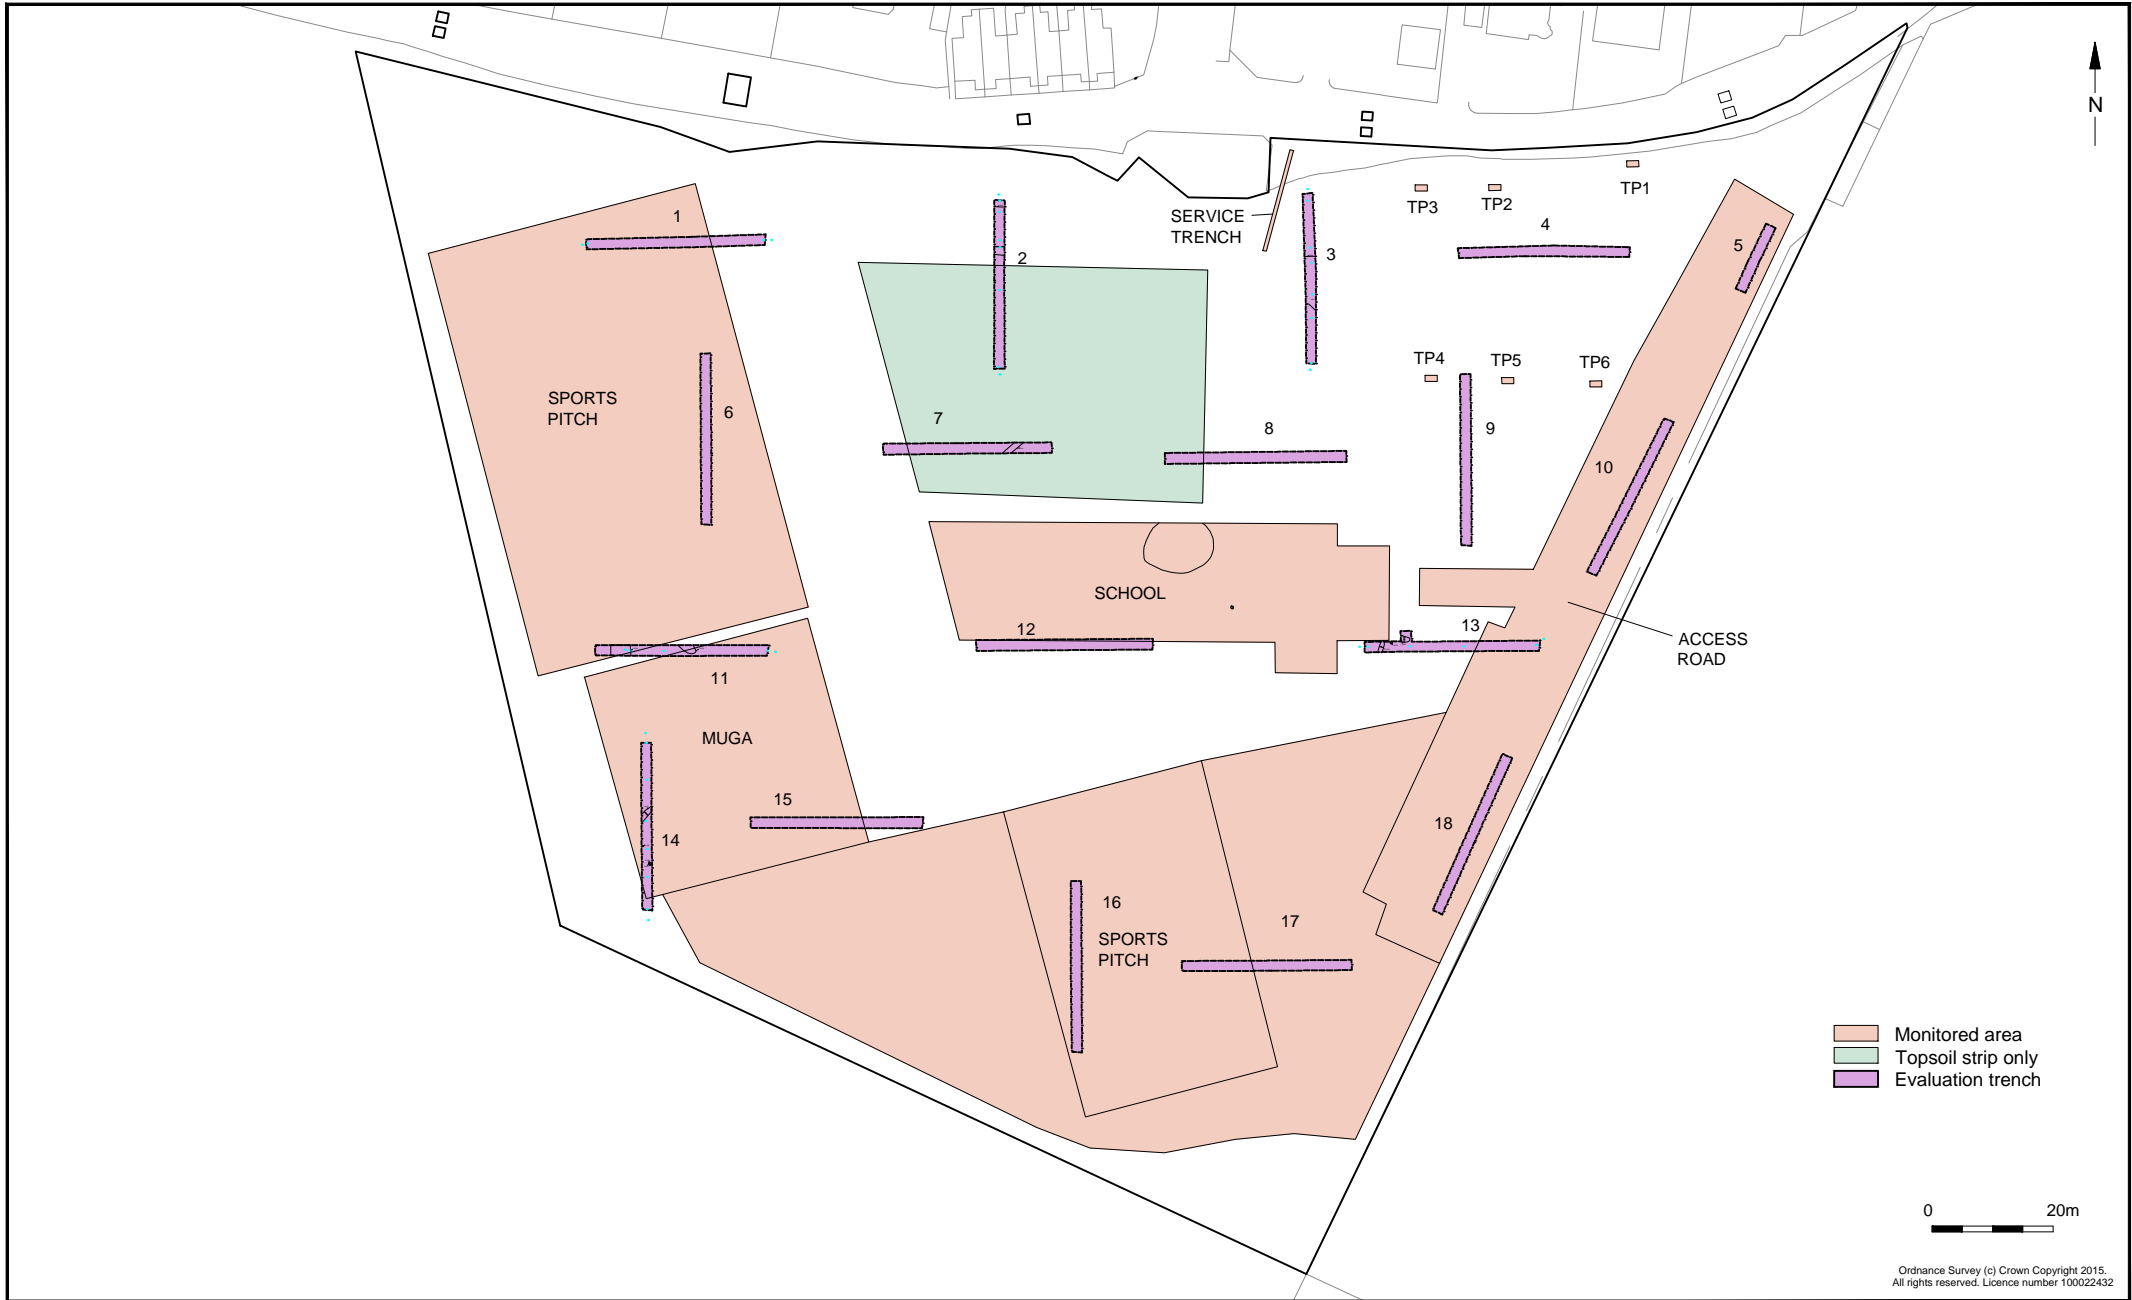 N
1
2
3
4
5
SERVICE
TRENCH
TP3
TP2
TP1
SPORTS
PITCH
6
7
8
TP4
TP5
TP6
9
10
SCHOOL
12
13
ACCESS
ROAD
11
MUGA
14
15
16
SPORTS
PITCH
17
18
Monitored area
Topsoil strip only
Evaluation trench
0 20m
Ordnance Survey (c) Crown Copyright 2015.
All rights reserved. Licence number 100022432